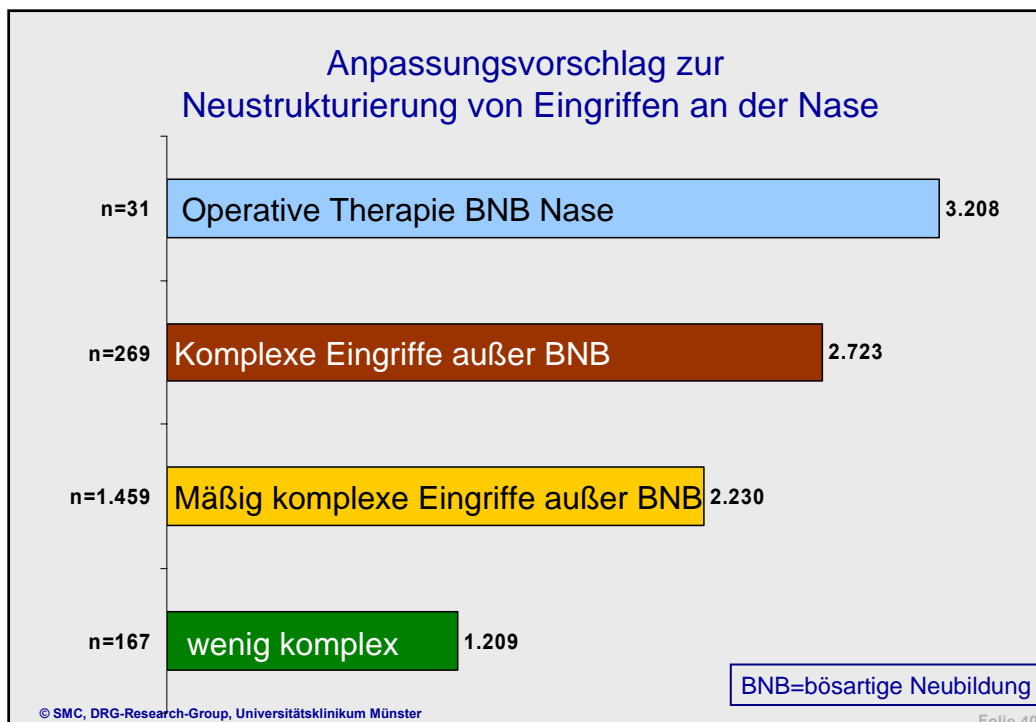 Anpassungsvorschlag zur
Neustrukturierung von Eingriffen an der Nase
n=31 Operative Therapie BNB Nase 3.208
n=269 Komplexe Eingriffe außer BNB 2.723
n=1.459 Mäßig komplexe Eingriffe außer BNB 2.230
n=167 wenig komplex 1.209
BNB=bösartige Neubildung
© SMC, DRG-Research-Group, Universitätsklinikum Münster
Folie 40